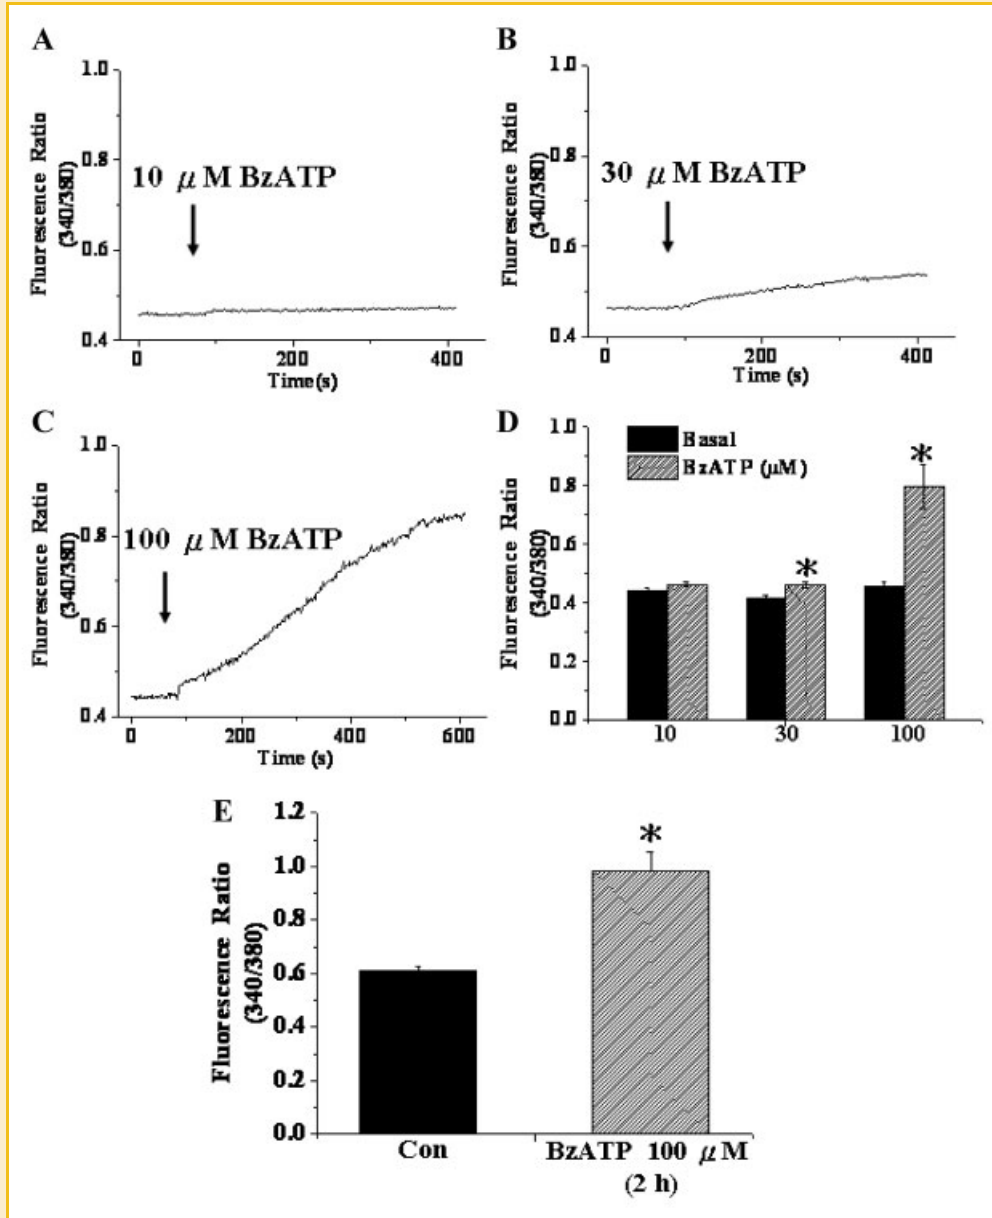 A
Fluorescence Ratio
(340/380)
1.0
0.8
0.6
0.4
10 μM BzATP
0 200 400
Time(s)
B
Fluorescence Ratio
(340/380)
1.0
0.8
0.6
0.4
30 μM BzATP
0 200 400
Time (s)
C
Fluorescence Ratio
(340/380)
1.0
0.8
0.6
0.4
100 μM BzATP
0 200 400 600
Time (s)
D
Fluorescence Ratio
(340/380)
1.0
0.8
0.6
0.4
0.2
0.0
Basal
BzATP (μM)
*
*
10 30 100
E
Fluorescence Ratio
(340/380)
1.2
1.0
0.8
0.6
0.4
0.2
0.0
*
Con
BzATP 100 μM
(2 h)